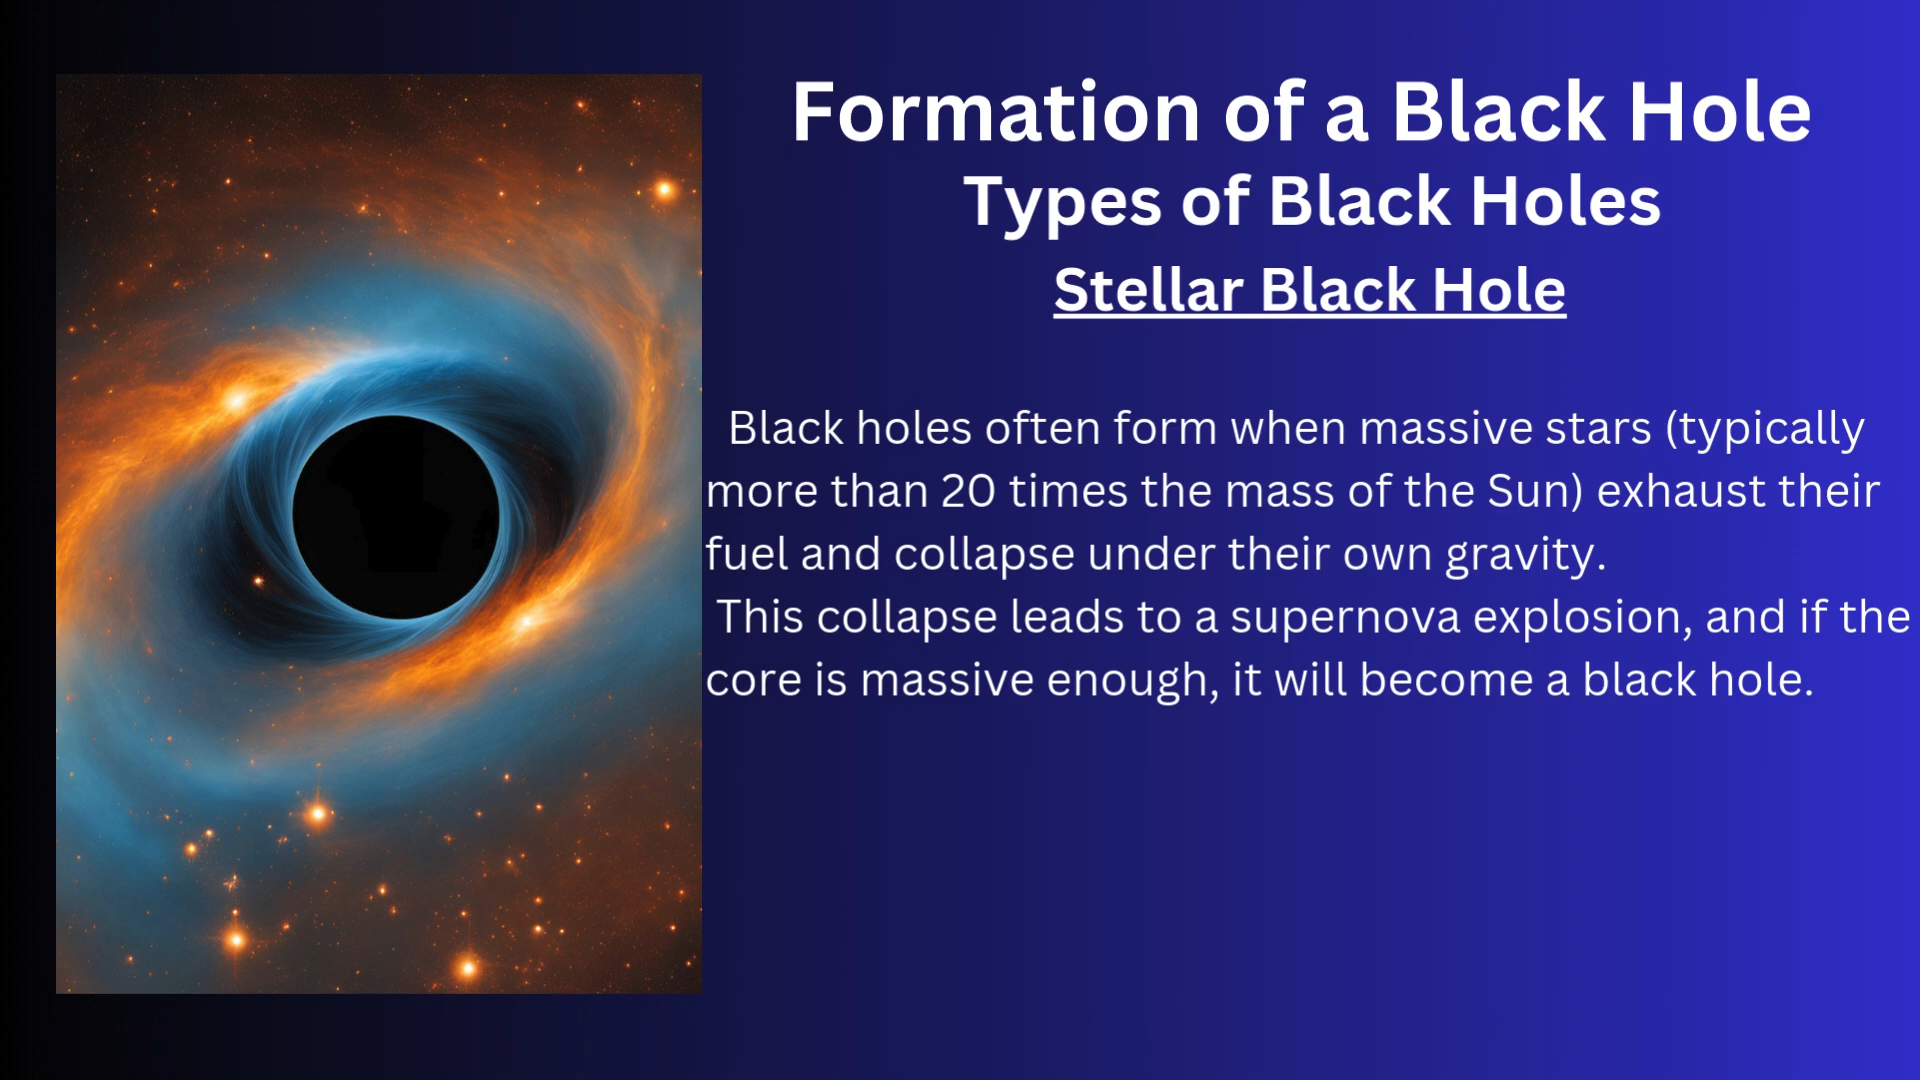 Formation of a Black Hole
Types of Black Holes
Stellar Black Hole
Black holes often form when massive stars (typically
more than 20 times the mass of the Sun) exhaust their
fuel and collapse under their own gravity.
This collapse leads to a supernova explosion, and if the
core is massive enough, it will become a black hole.